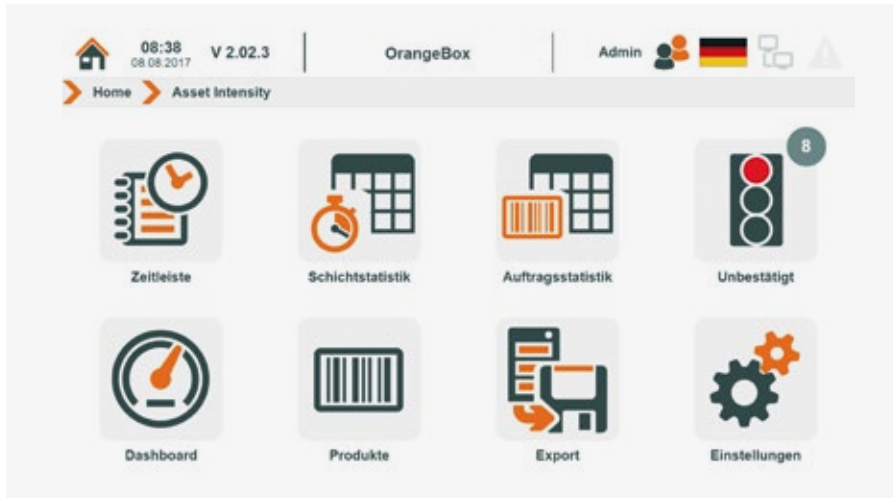 08:38
08.08.2017
V 2.02.3
OrangeBox
Admin
Home Asset Intensity
8
Zeitleiste Schichtstatistik Auftragsstatistik Unbestätigt
Dashboard Produkte Export Einstellungen